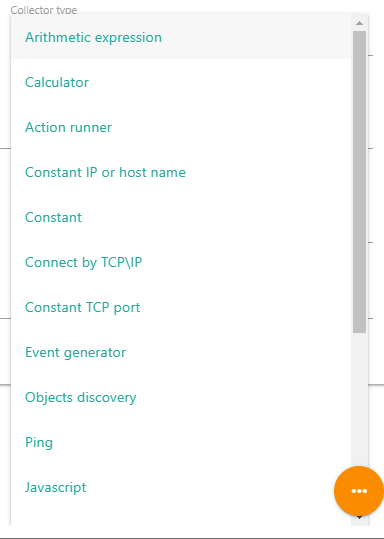 Collector type
Arithmetic expression
Calculator
Action runner
Constant IP or host name
Constant
Connect by TCP\IP
Constant TCP port
Event generator
Objects discovery
Ping
Javascript